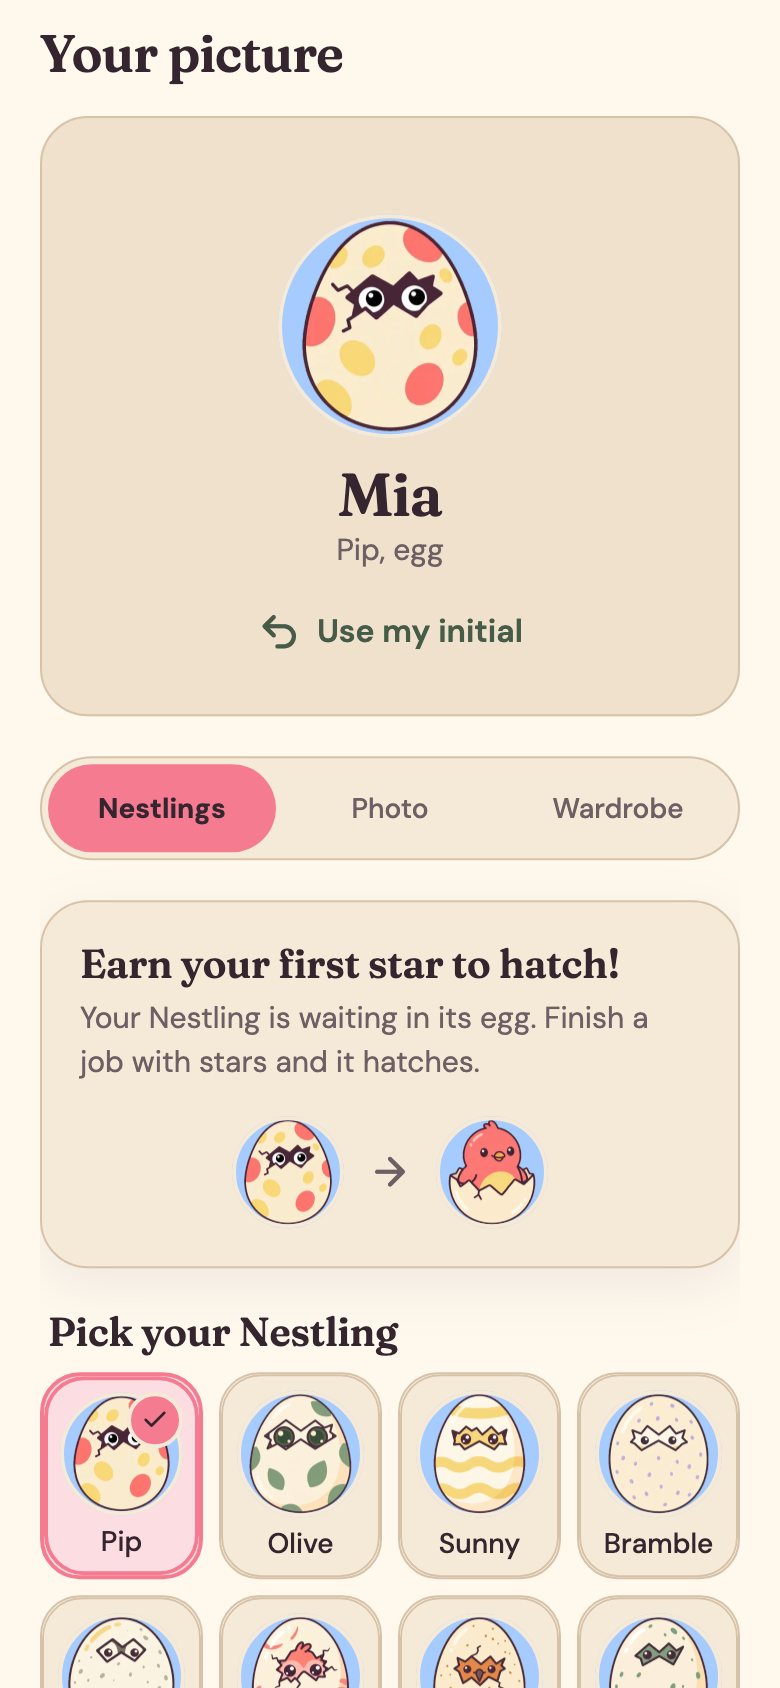 Your picture
Mia
Pip, egg
Use my initial
Nestlings
Photo
Wardrobe
Earn your first star to hatch!
Your Nestling is waiting in its egg. Finish a
job with stars and it hatches.
Pick your Nestling
Pip
Olive
Sunny
Bramble